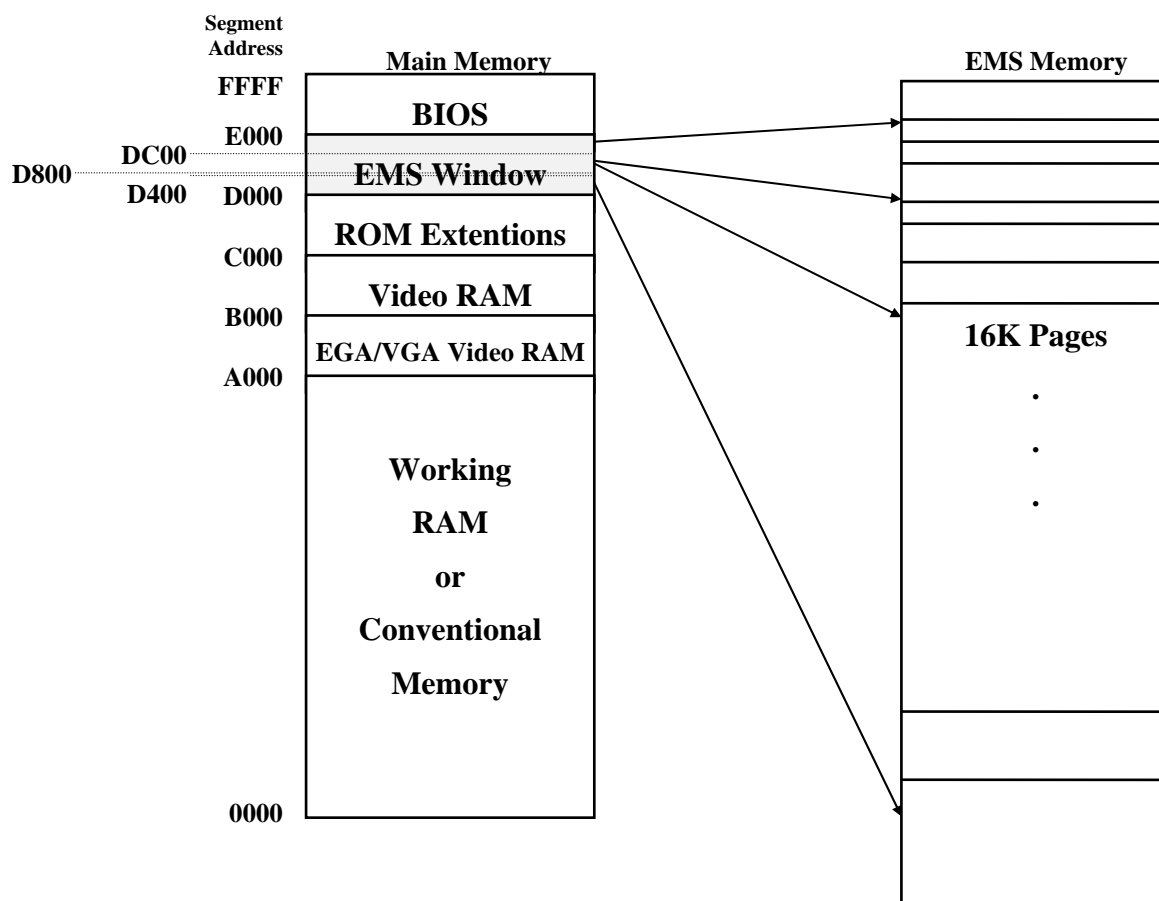 Segment
Address
Main Memory
EMS Memory
FFFF
BIOS
E000
DC00
D800
EMS Window
D400
D000
ROM Extentions
C000
Video RAM
B000
EGA/VGA Video RAM
A000
16K Pages
.
.
.
Working
RAM
or
Conventional
Memory
0000